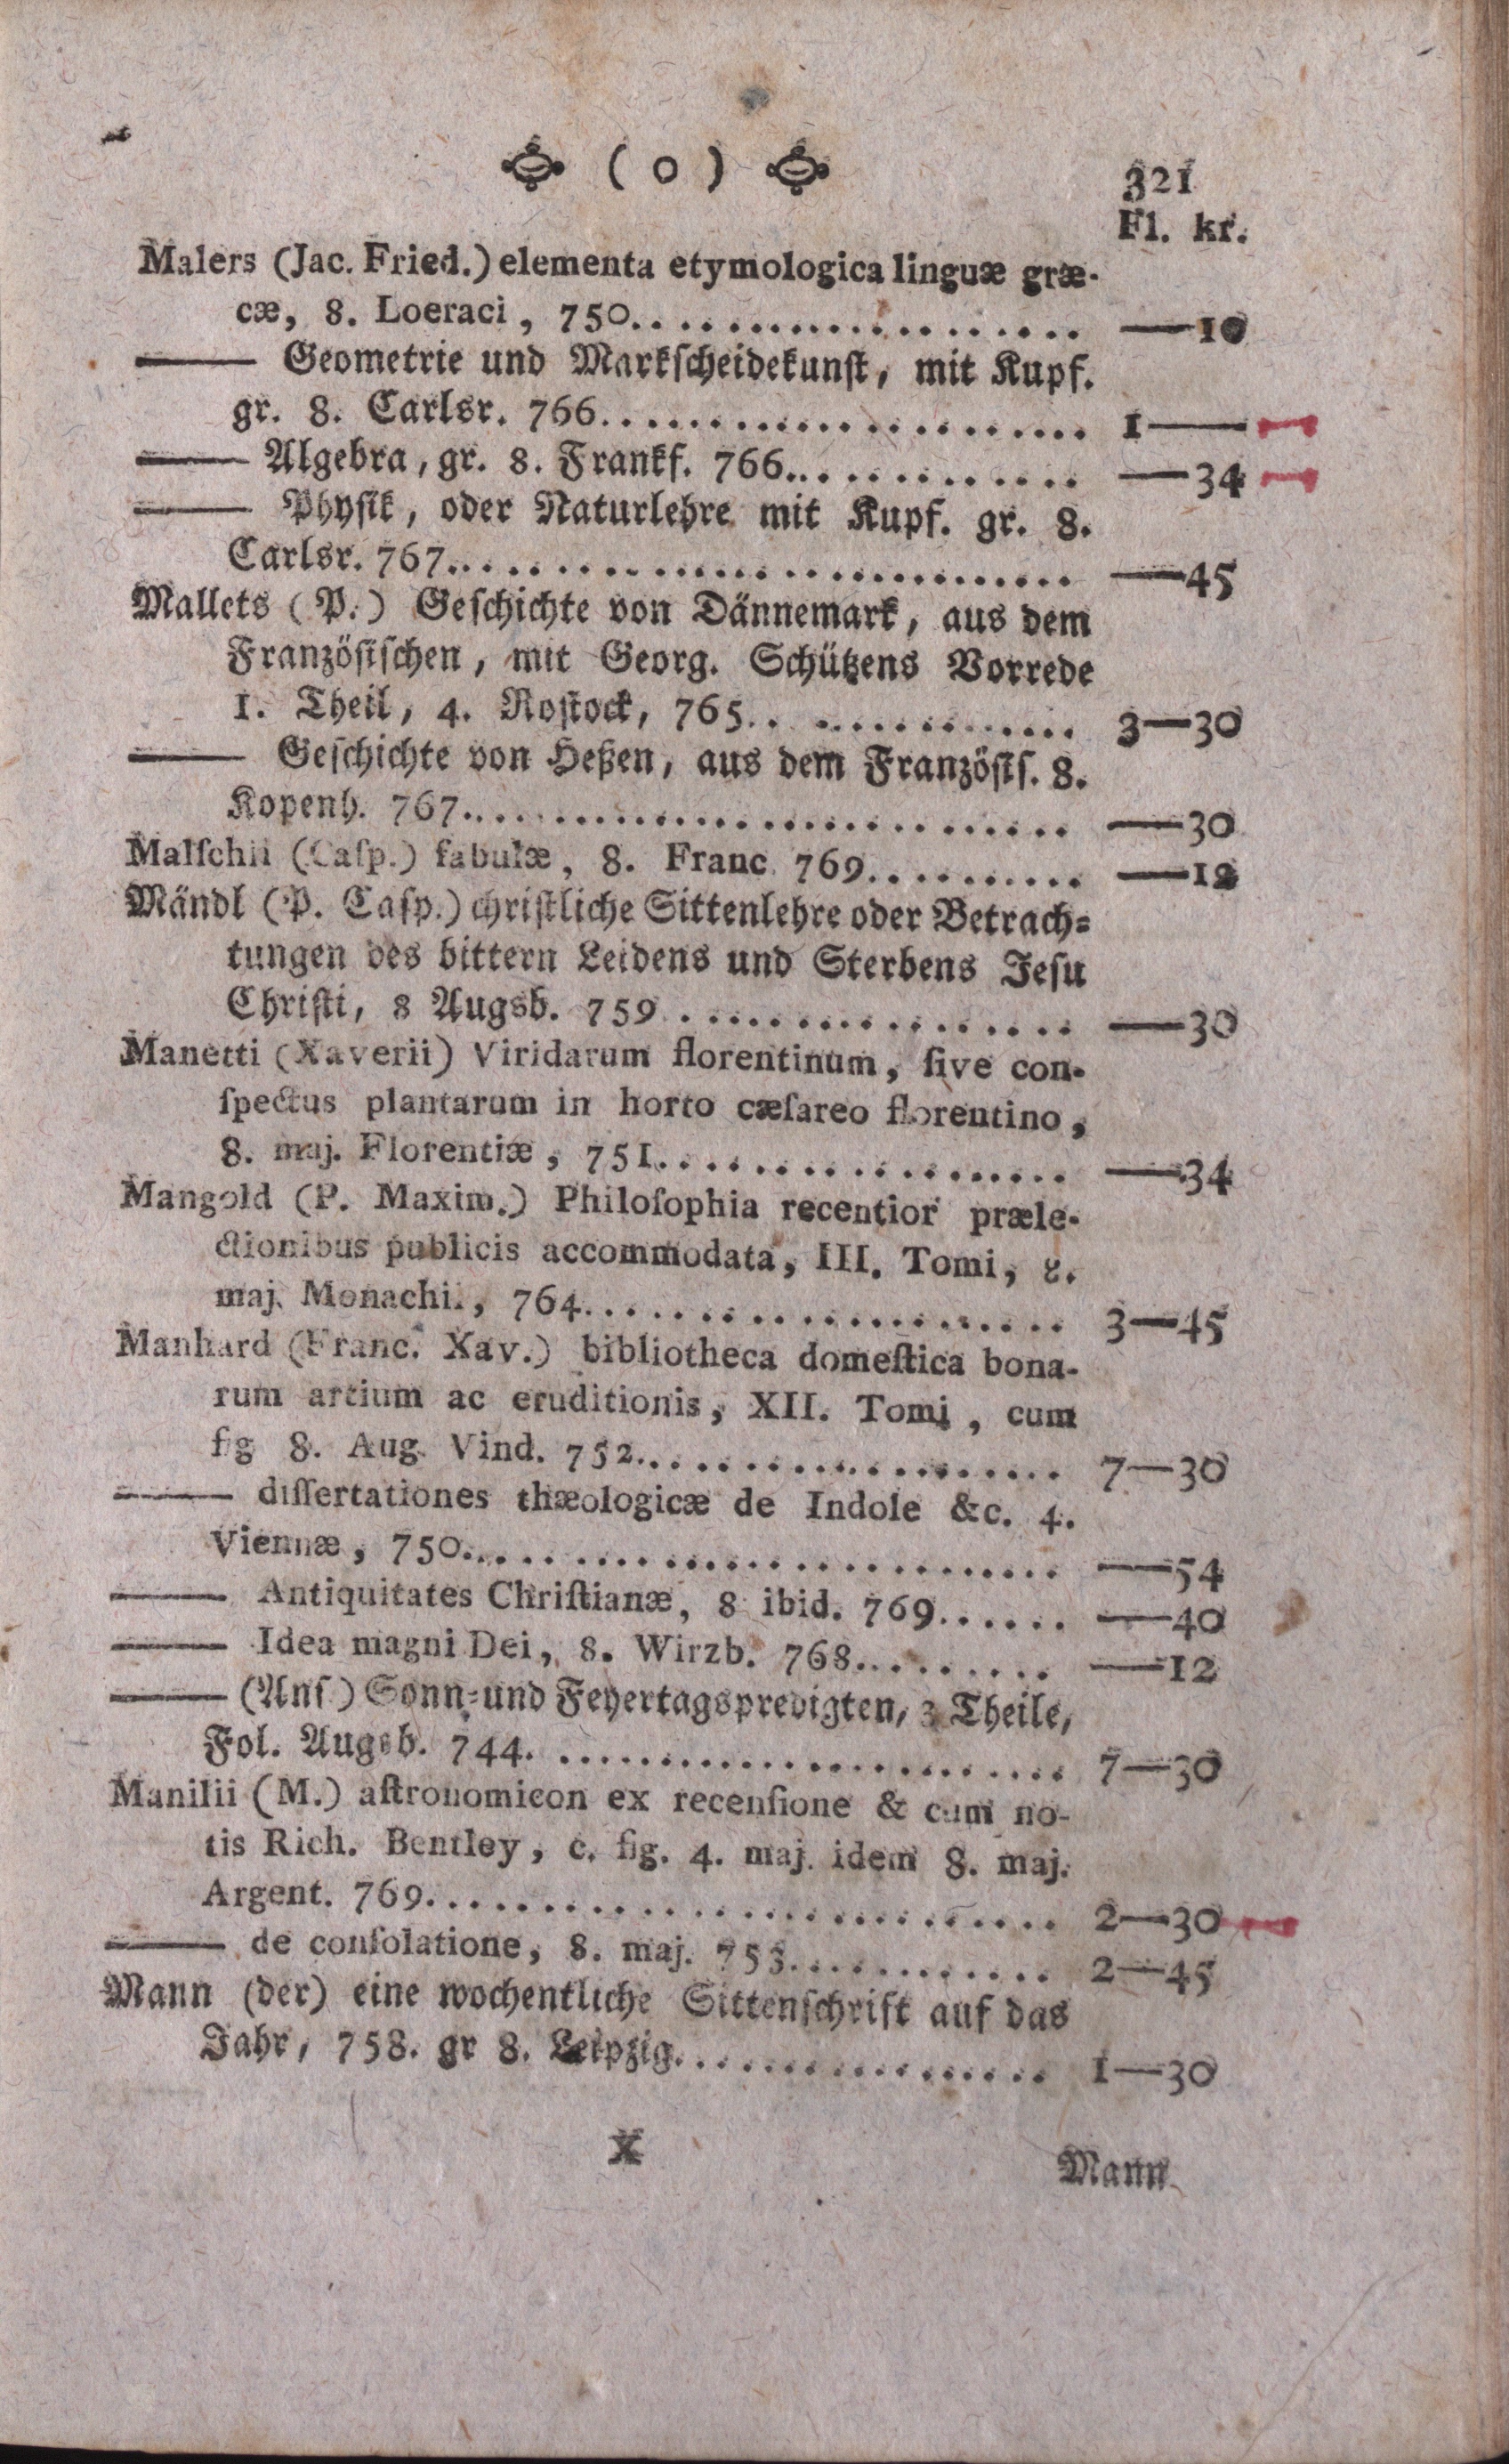 ( 0 ) 321
Fl. kr.
Malers (Jac. Fried.) elementa etymologica linguæ græ-
cæ, 8. Loeraci, 750.................... —10
—— Geometrie und Markſcheidekunſt, mit Kupf.
gr. 8. Carlsr. 766...................... 1——
—— Algebra, gr. 8. Frankf. 766............. —34
—— Phyſik, oder Naturlehre mit Kupf. gr. 8.
Carlsr. 767............................ —45
Mallets (P.) Geſchichte von Dännemark, aus dem
Französiſchen, mit Georg. Schützens Vorrede
1. Theil, 4. Roſtock, 765.. ............. 3—30
—— Geſchichte von Heßen, aus dem Französiſ. 8.
Kopenh. 767............................ —30
Malſchii (Caſp.) fabulæ, 8. Franc. 769.......... —12
Mändl (P. Caſp.) chriſtliche Sittenlehre oder Betrach-
tungen des bittern Leidens und Sterbens Jeſu
Chriſti, 8 Augsb. 759.................. —30
Manetti (Xaverii) Viridarum florentinum, ſive con-
ſpectus plantarum in horto cæſareo florentino,
8. maj. Florentiæ, 751................... —34
Mangold (P. Maxim.) Philoſophia recentior præle-
ctionibus publicis accommodata, III. Tomi, 8.
maj. Monachi., 764.................... 3—45
Manhard (Franc. Xav.) bibliotheca domeſtica bona-
rum artium ac eruditionis, XII. Tomi, cum
fig 8. Aug. Vind. 752................... 7—30
—— diſſertationes thæologicæ de Indole &c. 4.
Viennæ, 750........................... —54
—— Antiquitates Chriſtianæ, 8 ibid. 769...... —40
—— Idea magni Dei, 8. Wirzb. 768......... —12
—— (Anſ.) Sonn- und Feyertagspredigten, 3 Theile,
Fol. Augsb. 744. ...................... 7—30
Manilii (M.) aſtronomicon ex recenſione & cum no-
tis Rich. Bentley, c. fig. 4. maj. idem 8. maj.
Argent. 769............................ 2—30
—— de conſolatione, 8. maj. 753............ 2—45
Mann (der) eine wochentliche Sittenſchrift auf das
Jahr, 758. gr 8. Leipzig................. 1—30
X Mann